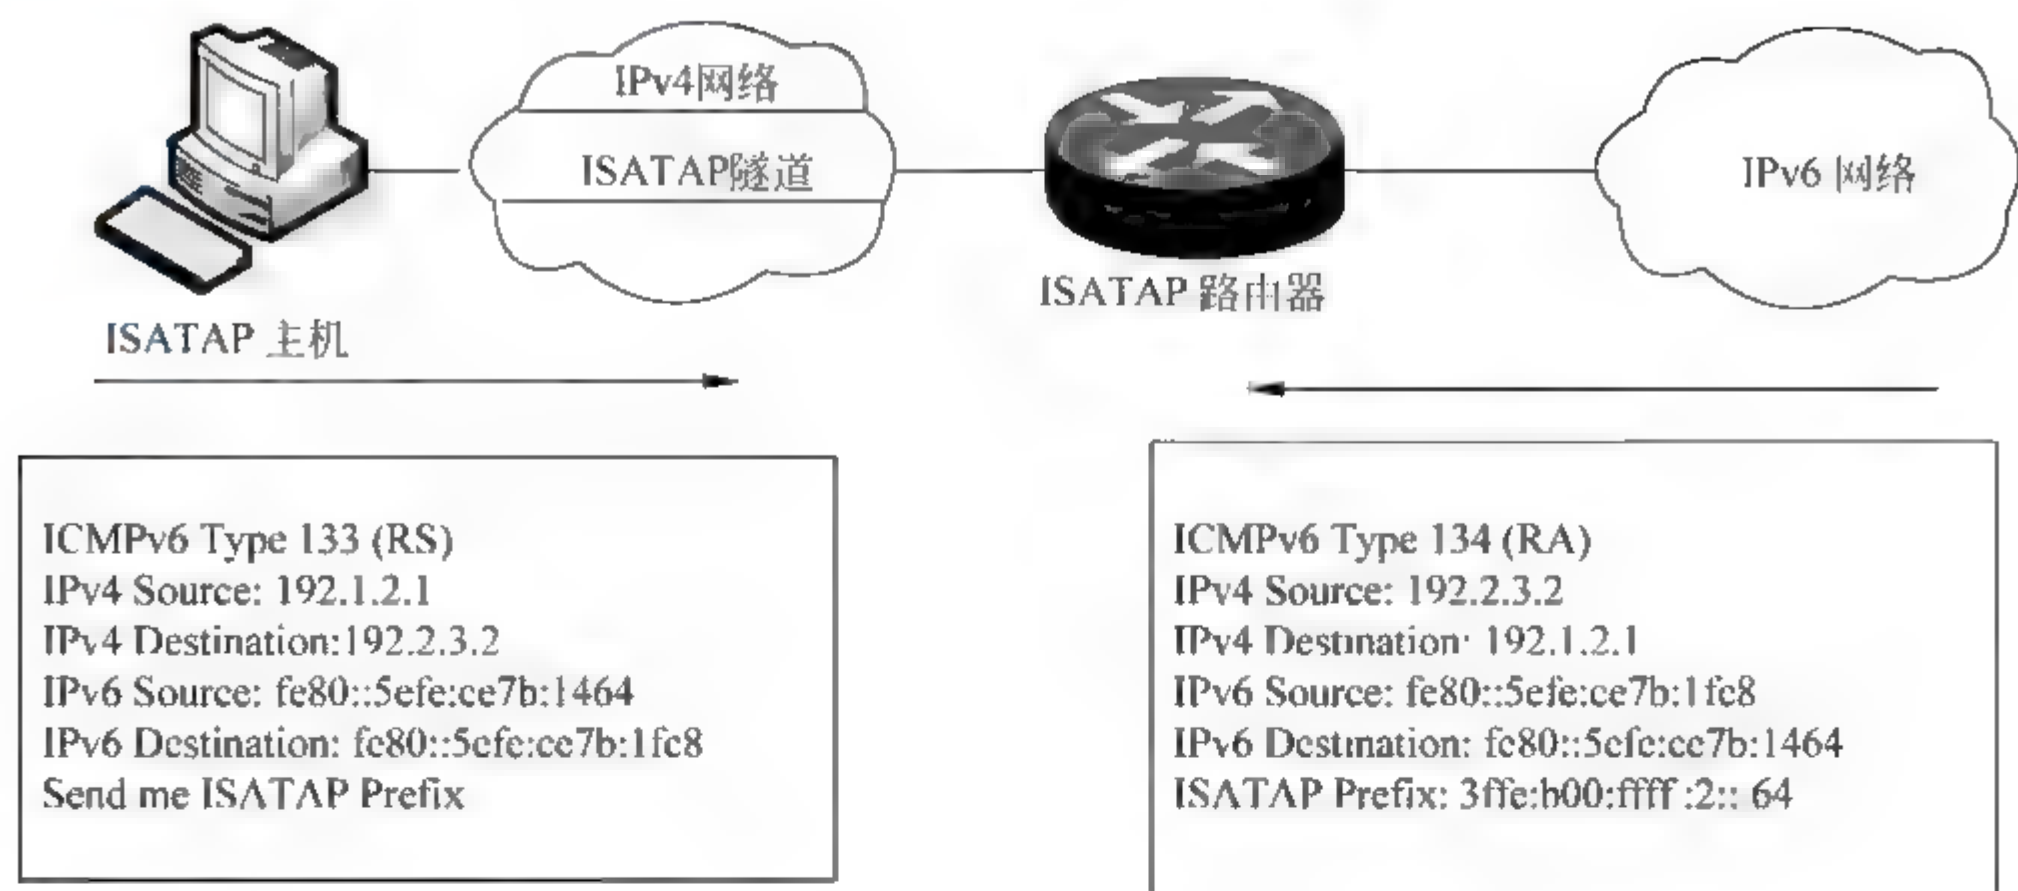 IPv4网络
ISATAP隧道
IPv6 网络
ISATAP 路由器
ISATAP 主机
ICMPv6 Type 133 (RS)
IPv4 Source: 192.1.2.1
IPv4 Destination:192.2.3.2
IPv6 Source: fe80::5efe:ce7b:1464
IPv6 Destination: fe80::5efe:ce7b:1fc8
Send me ISATAP Prefix
ICMPv6 Type 134 (RA)
IPv4 Source: 192.2.3.2
IPv4 Destination: 192.1.2.1
IPv6 Source: fe80::5efe:ce7b:1fc8
IPv6 Destination: fe80::5efe:ce7b:1464
ISATAP Prefix: 3ffe:b00:ffff :2:: 64